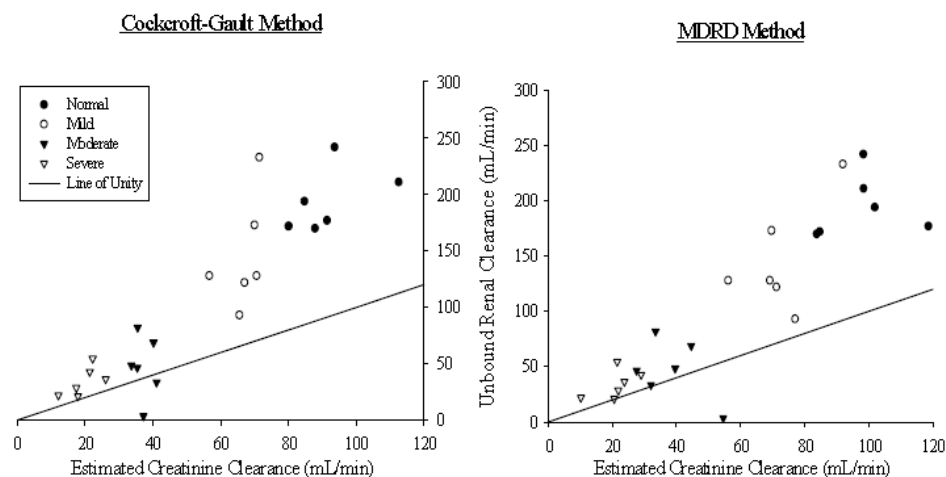 Cockcroft-Gault Method
MDRD Method
Normal
Mild
Moderate
Severe
Line of Unity
300
250
200
150
100
50
0
0 20 40 60 80 100 120
Estimated Creatinine Clearance (mL/min)
Unbound Renal Clearance (mL/min)
300
250
200
150
100
50
0
0 20 40 60 80 100 120
Estimated Creatinine Clearance (mL/min)